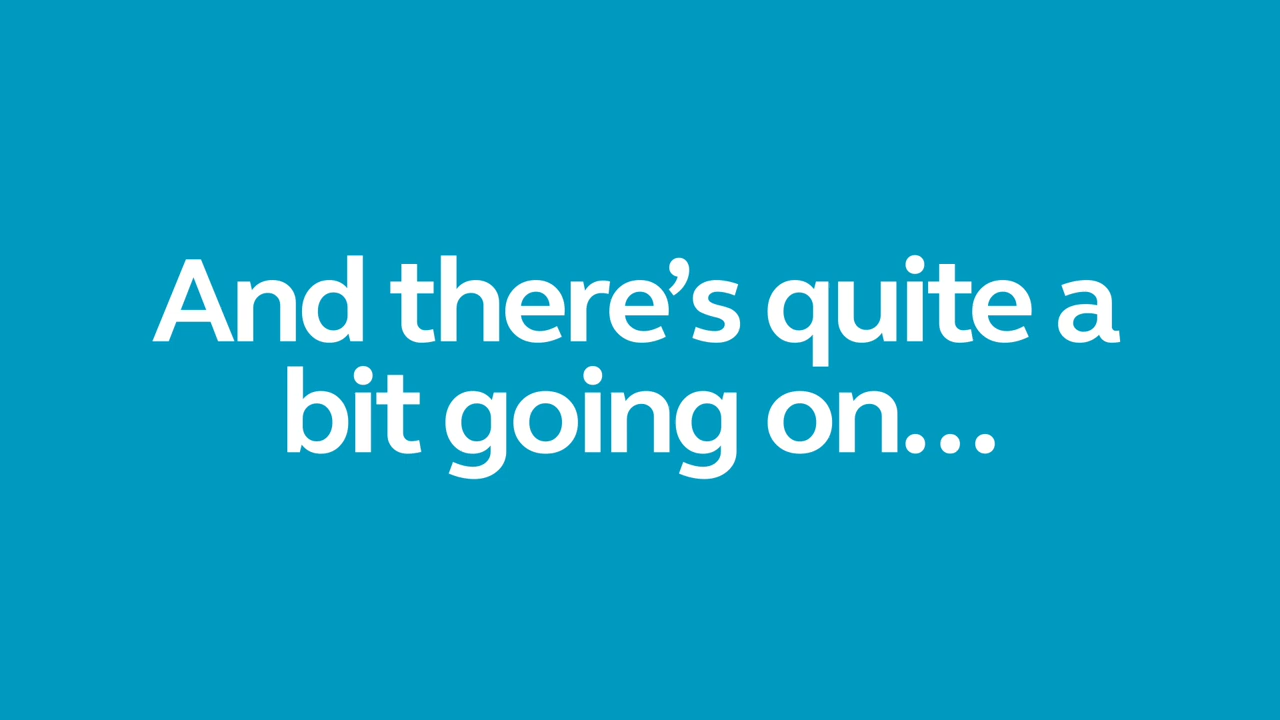 And there’s quite a
bit going on…